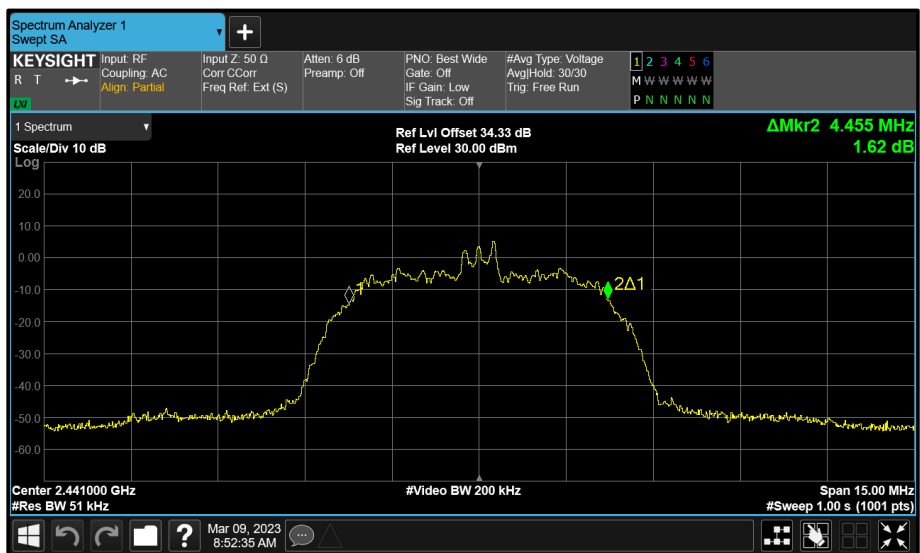 Spectrum Analyzer 1
Swept SA
KEYSIGHT
R T
LXI
Input: RF
Coupling: AC
Align: Partial
Input Z: 50 Ω
Corr CCorr
Freq Ref: Ext (S)
Atten: 6 dB
Preamp: Off
PNO: Best Wide
Gate: Off
IF Gain: Low
Sig Track: Off
#Avg Type: Voltage
Avg|Hold: 30/30
Trig: Free Run
1 2 3 4 5 6
M W W W W W
P N N N N N
1 Spectrum
Scale/Div 10 dB
Ref Lvl Offset 34.33 dB
Ref Level 30.00 dBm
ΔMkr2 4.455 MHz
1.62 dB
Log
20.0
10.0
0.00
-10.0
-20.0
-30.0
-40.0
-50.0
-60.0
1
2Δ1
Center 2.441000 GHz
#Res BW 51 kHz
#Video BW 200 kHz
Span 15.00 MHz
#Sweep 1.00 s (1001 pts)
?
Mar 09, 2023
8:52:35 AM